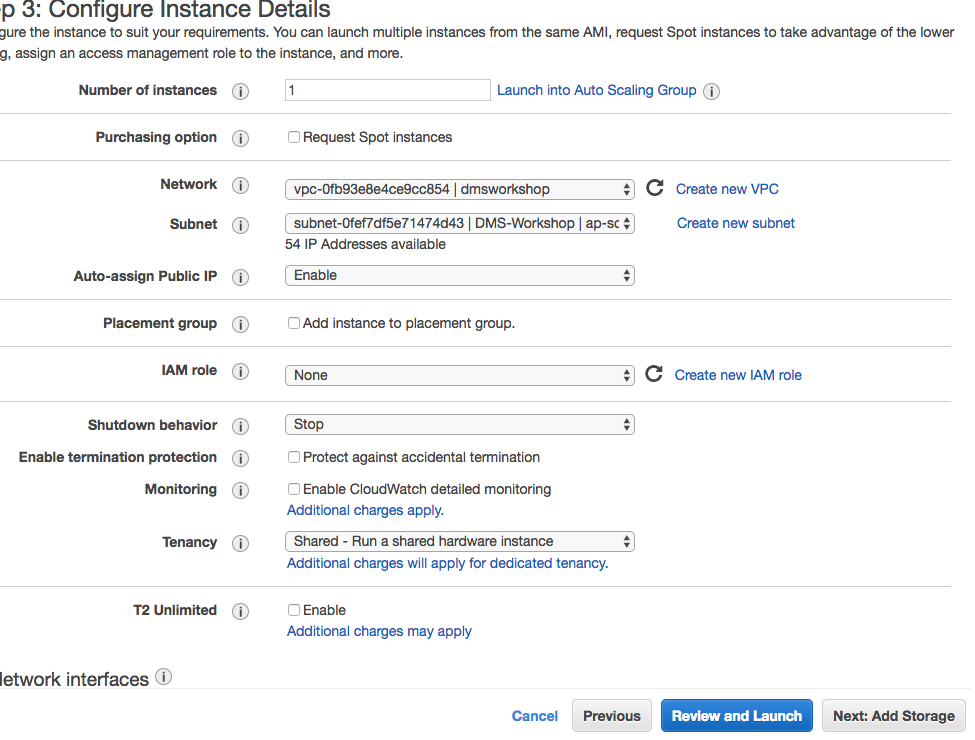 p 3: Configure Instance Details
gure the instance to suit your requirements. You can launch multiple instances from the same AMI, request Spot instances to take advantage of the lower
g, assign an access management role to the instance, and more.
Number of instances i 1 Launch into Auto Scaling Group i
Purchasing option i Request Spot instances
Network i vpc-0fb93e8e4ce9cc854 | dmsworkshop Create new VPC
Subnet i subnet-0fef7df5e71474d43 | DMS-Workshop | ap-sc Create new subnet
54 IP Addresses available
Auto-assign Public IP i Enable
Placement group i Add instance to placement group.
IAM role i None Create new IAM role
Shutdown behavior i Stop
Enable termination protection i Protect against accidental termination
Monitoring i Enable CloudWatch detailed monitoring
Additional charges apply.
Tenancy i Shared - Run a shared hardware instance
Additional charges will apply for dedicated tenancy.
T2 Unlimited i Enable
Additional charges may apply
Network interfaces i
Cancel Previous Review and Launch Next: Add Storage